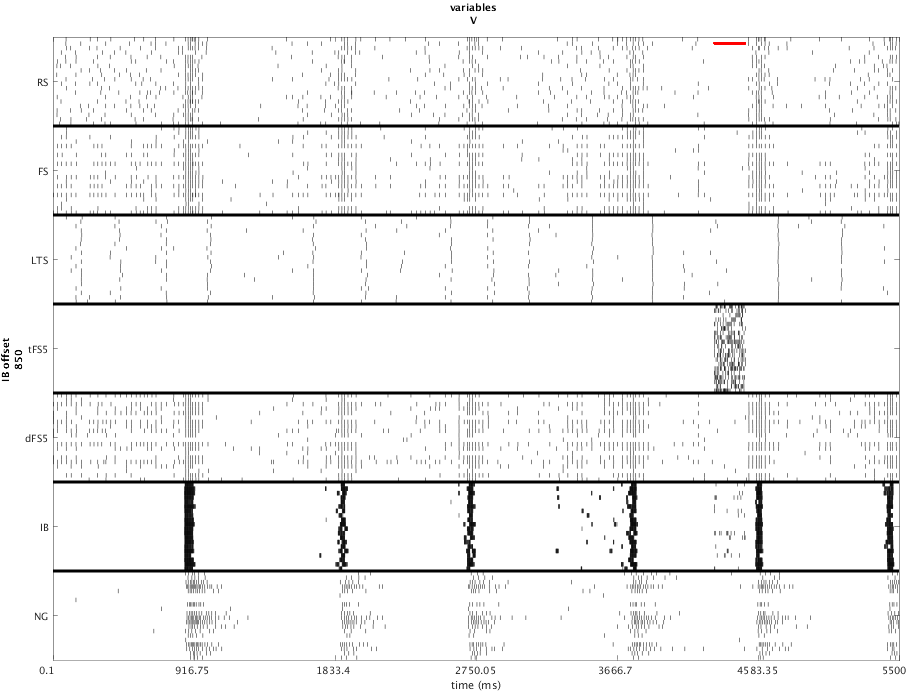 variables
V
RS
FS
LTS
tFS5
IB offset
850
dFS5
IB
NG
0.1 916.75 1833.4 2750.05 3666.7 4583.35 5500
time (ms)